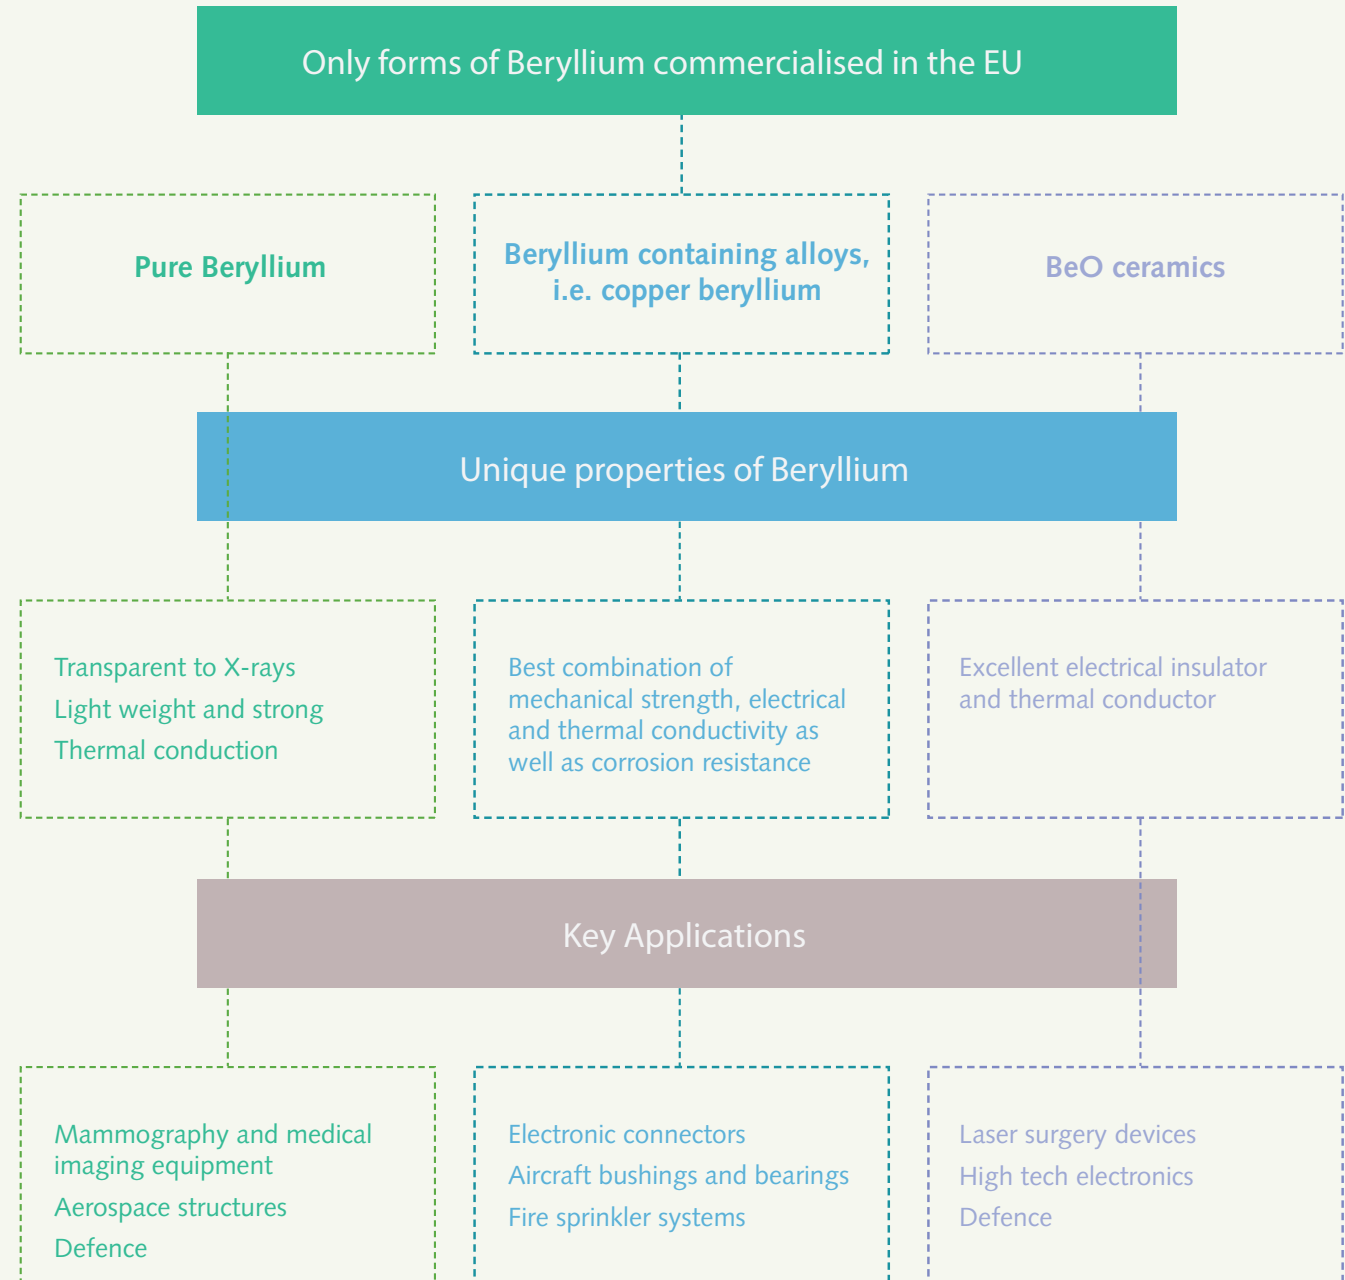 Only forms of Beryllium commercialised in the EU
Pure Beryllium
Beryllium containing alloys,
i.e. copper beryllium
BeO ceramics
Unique properties of Beryllium
Transparent to X-rays
Light weight and strong
Thermal conduction
Best combination of
mechanical strength, electrical
and thermal conductivity as
well as corrosion resistance
Excellent electrical insulator
and thermal conductor
Key Applications
Mammography and medical
imaging equipment
Aerospace structures
Defence
Electronic connectors
Aircraft bushings and bearings
Fire sprinkler systems
Laser surgery devices
High tech electronics
Defence